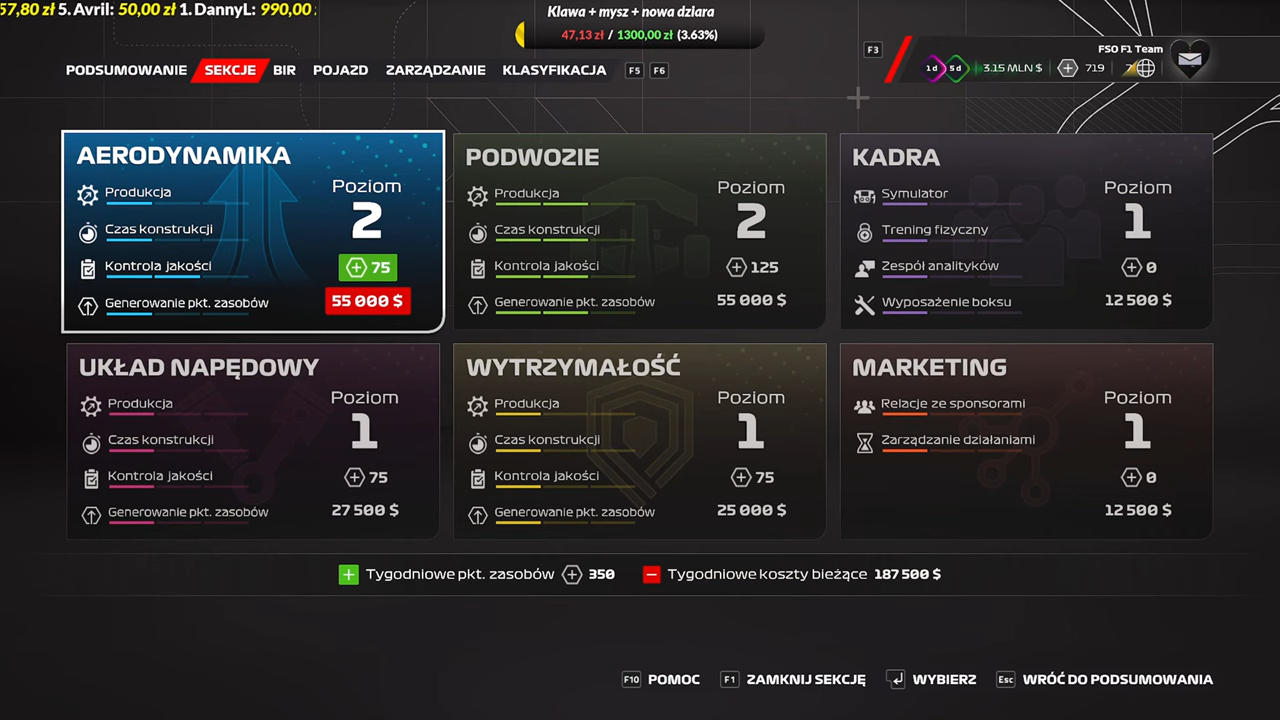 57,80 zł 5. Avril: 50,00 zł 1. DannyL: 990,00
Klawa + mysz + nowa dziara
47,13 zł / 1300,00 zł (3.63%)
F3
FSO F1 Team
1d 5d 3.15 MLN $ 719
PODSUMOWANIE SEKCJE BIR POJAZD ZARZĄDZANIE KLASYFIKACJA F5 F6
AERODYNAMIKA
Produkcja
Czas konstrukcji
Kontrola jakości
Generowanie pkt. zasobów
Poziom
2
75
55 000 $
PODWOZIE
Produkcja
Czas konstrukcji
Kontrola jakości
Generowanie pkt. zasobów
Poziom
2
125
55 000 $
KADRA
Symulator
Trening fizyczny
Zespół analityków
Wyposażenie boksu
Poziom
1
0
12 500 $
UKŁAD NAPĘDOWY
Produkcja
Czas konstrukcji
Kontrola jakości
Generowanie pkt. zasobów
Poziom
1
75
27 500 $
WYTRZYMAŁOŚĆ
Produkcja
Czas konstrukcji
Kontrola jakości
Generowanie pkt. zasobów
Poziom
1
75
25 000 $
MARKETING
Relacje ze sponsorami
Zarządzanie działaniami
Poziom
1
0
12 500 $
Tygodniowe pkt. zasobów 350 Tygodniowe koszty bieżące 187 500 $
F10 POMOC F1 ZAMKNIJ SEKCJĘ WYBIERZ Esc WRÓĆ DO PODSUMOWANIA